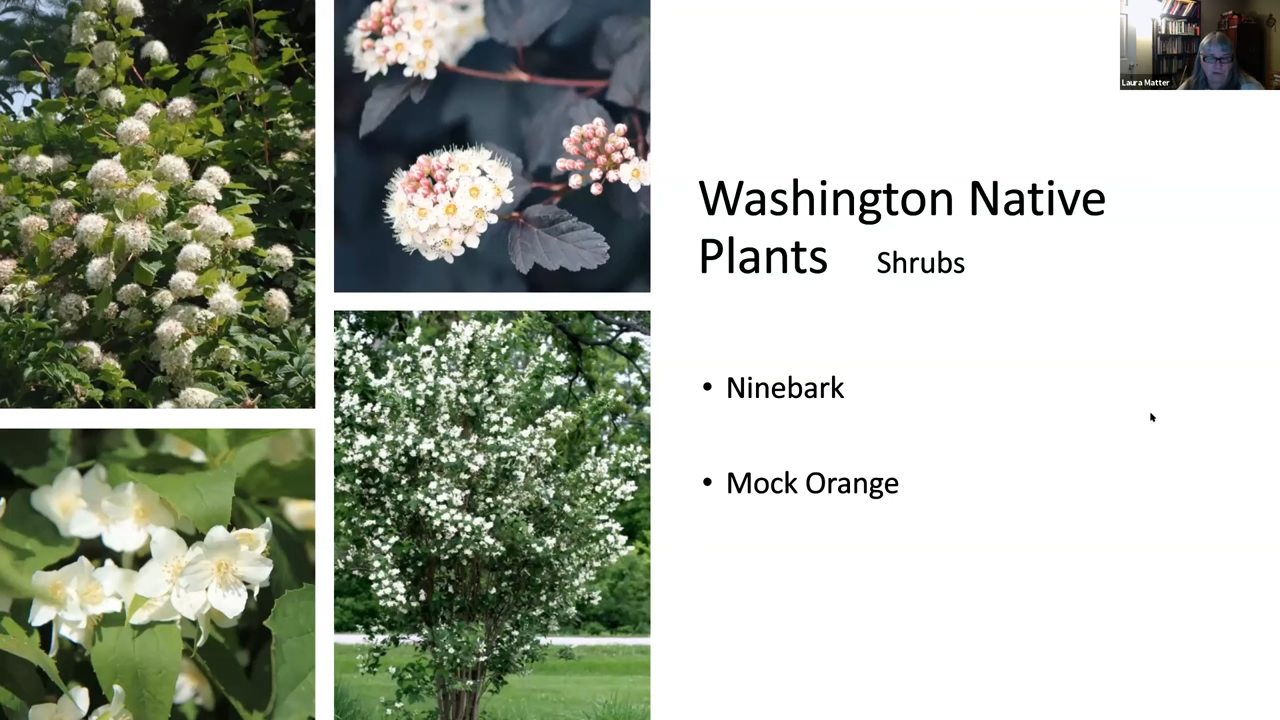 Laura Matter
Washington Native
Plants Shrubs
• Ninebark
• Mock Orange